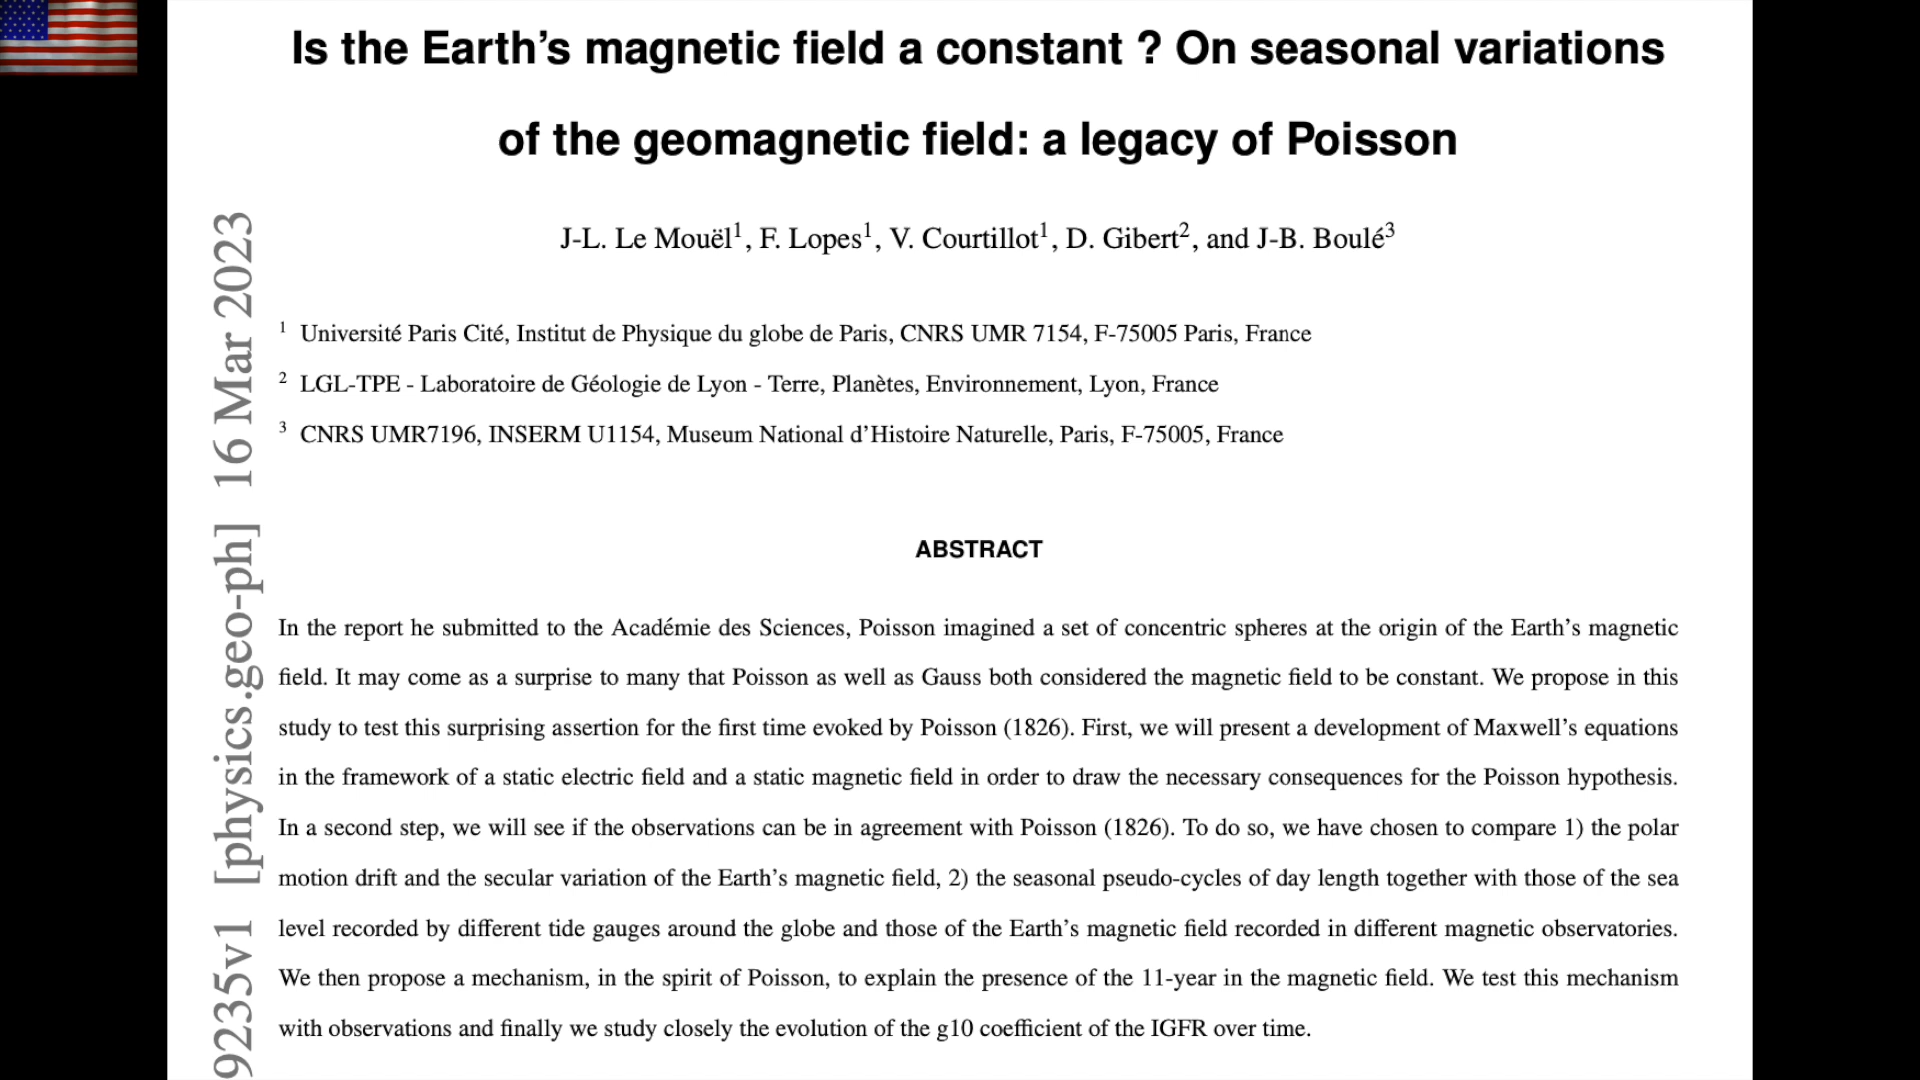 Is the Earth’s magnetic field a constant ? On seasonal variations
of the geomagnetic field: a legacy of Poisson
J-L. Le Mouël1, F. Lopes1, V. Courtillot1, D. Gibert2, and J-B. Boulé3
1 Université Paris Cité, Institut de Physique du globe de Paris, CNRS UMR 7154, F-75005 Paris, France
2 LGL-TPE - Laboratoire de Géologie de Lyon - Terre, Planètes, Environnement, Lyon, France
3 CNRS UMR7196, INSERM U1154, Museum National d’Histoire Naturelle, Paris, F-75005, France
ABSTRACT
In the report he submitted to the Académie des Sciences, Poisson imagined a set of concentric spheres at the origin of the Earth’s magnetic
field. It may come as a surprise to many that Poisson as well as Gauss both considered the magnetic field to be constant. We propose in this
study to test this surprising assertion for the first time evoked by Poisson (1826). First, we will present a development of Maxwell’s equations
in the framework of a static electric field and a static magnetic field in order to draw the necessary consequences for the Poisson hypothesis.
In a second step, we will see if the observations can be in agreement with Poisson (1826). To do so, we have chosen to compare 1) the polar
motion drift and the secular variation of the Earth’s magnetic field, 2) the seasonal pseudo-cycles of day length together with those of the sea
level recorded by different tide gauges around the globe and those of the Earth’s magnetic field recorded in different magnetic observatories.
We then propose a mechanism, in the spirit of Poisson, to explain the presence of the 11-year in the magnetic field. We test this mechanism
with observations and finally we study closely the evolution of the g10 coefficient of the IGFR over time.
9235v1 [physics.geo-ph] 16 Mar 2023